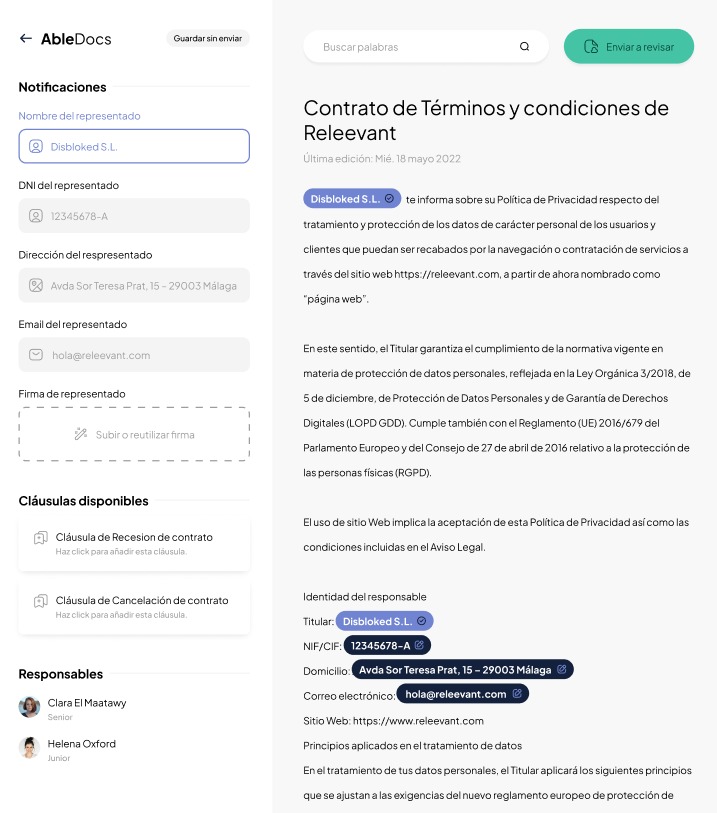 AbleDocs
Guardar sin enviar
Notificaciones
Nombre del representado
Disbloked S.L.
DNI del representado
12345678-A
Dirección del respresentado
Avda Sor Teresa Prat, 15 – 29003 Málaga
Email del representado
hola@releevant.com
Firma de representado
Subir o reutilizar firma
Cláusulas disponibles
Cláusula de Recesion de contrato
Haz click para añadir esta cláusula.
Cláusula de Cancelación de contrato
Haz click para añadir esta cláusula.
Responsables
Clara El Maatawy
Senior
Helena Oxford
Junior
Buscar palabras
Enviar a revisar
Contrato de Términos y condiciones de
Releevant
Última edición: Mié. 18 mayo 2022
Disbloked S.L. te informa sobre su Política de Privacidad respecto del
tratamiento y protección de los datos de carácter personal de los usuarios y
clientes que puedan ser recabados por la navegación o contratación de servicios a
través del sitio web https://releevant.com, a partir de ahora nombrado como
“página web”.
En este sentido, el Titular garantiza el cumplimiento de la normativa vigente en
materia de protección de datos personales, reflejada en la Ley Orgánica 3/2018, de
5 de diciembre, de Protección de Datos Personales y de Garantía de Derechos
Digitales (LOPD GDD). Cumple también con el Reglamento (UE) 2016/679 del
Parlamento Europeo y del Consejo de 27 de abril de 2016 relativo a la protección de
las personas físicas (RGPD).
El uso de sitio Web implica la aceptación de esta Política de Privacidad así como las
condiciones incluidas en el Aviso Legal.
Identidad del responsable
Titular: Disbloked S.L.
NIF/CIF: 12345678-A
Domicilio: Avda Sor Teresa Prat, 15 – 29003 Málaga
Correo electrónico: hola@releevant.com
Sitio Web: https://www.releevant.com
Principios aplicados en el tratamiento de datos
En el tratamiento de tus datos personales, el Titular aplicará los siguientes principios
que se ajustan a las exigencias del nuevo reglamento europeo de protección de